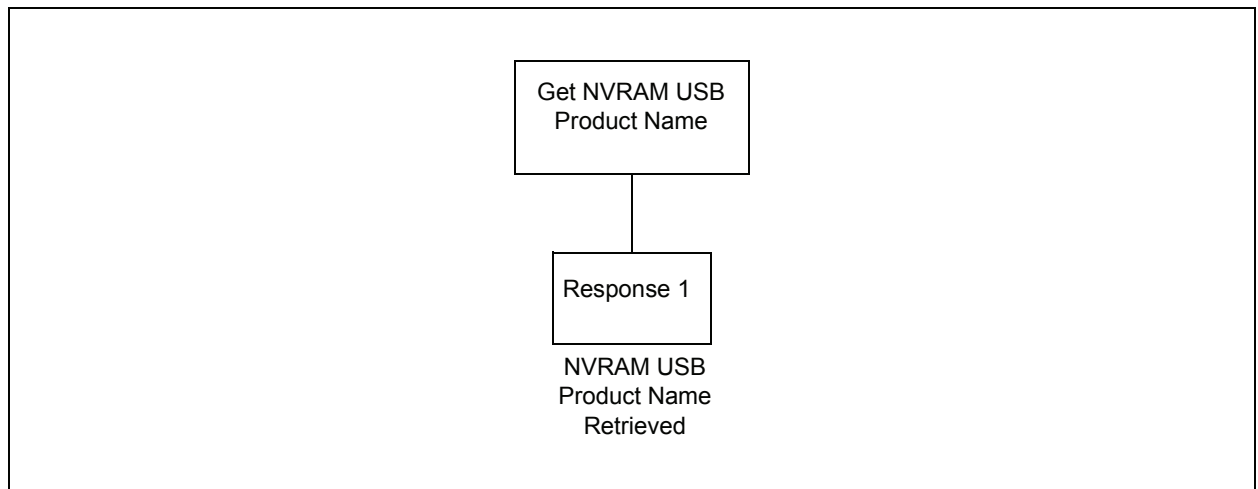 Get NVRAM USB
Product Name
Response 1
NVRAM USB
Product Name
Retrieved